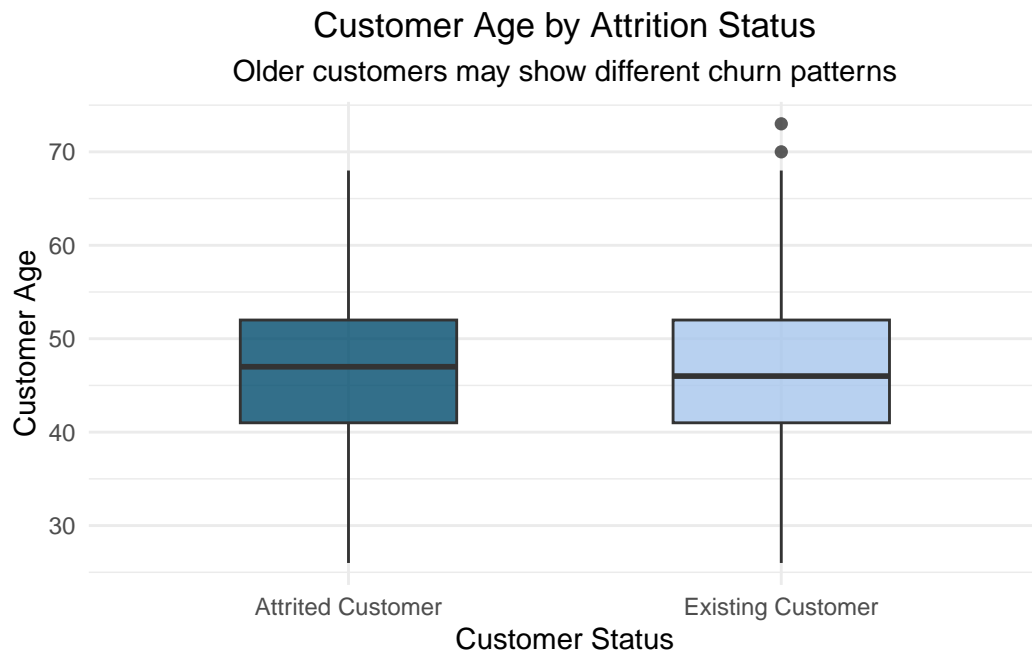 Customer Age by Attrition Status
Older customers may show different churn patterns
Customer Age
70
60
50
40
30
Attrited Customer
Existing Customer
Customer Status